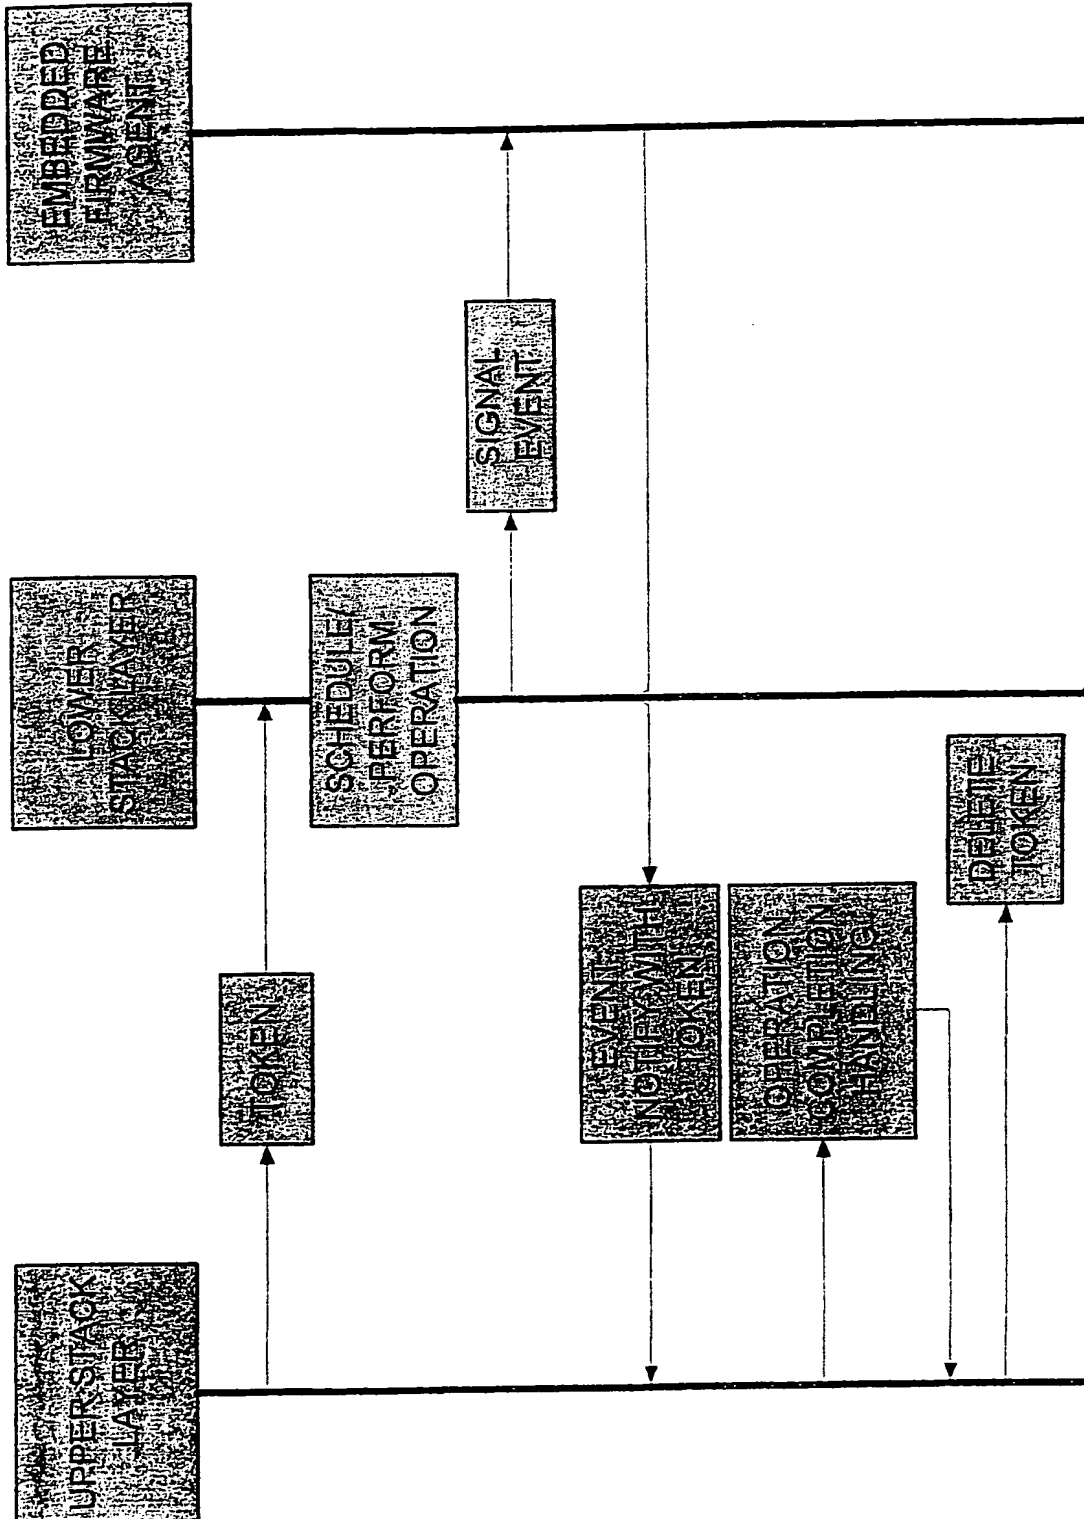 UPPER STACK
LAYER
LOWER
STACK LAYER
EMBEDDED
FIRMWARE
AGENT
TOKEN
SCHEDULE/
PERFORM
OPERATION
SIGNAL
EVENT
EVENT
NOTIFY WITH
TOKEN
OPERATION
COMPLETION
HANDLING
DELETE
TOKEN